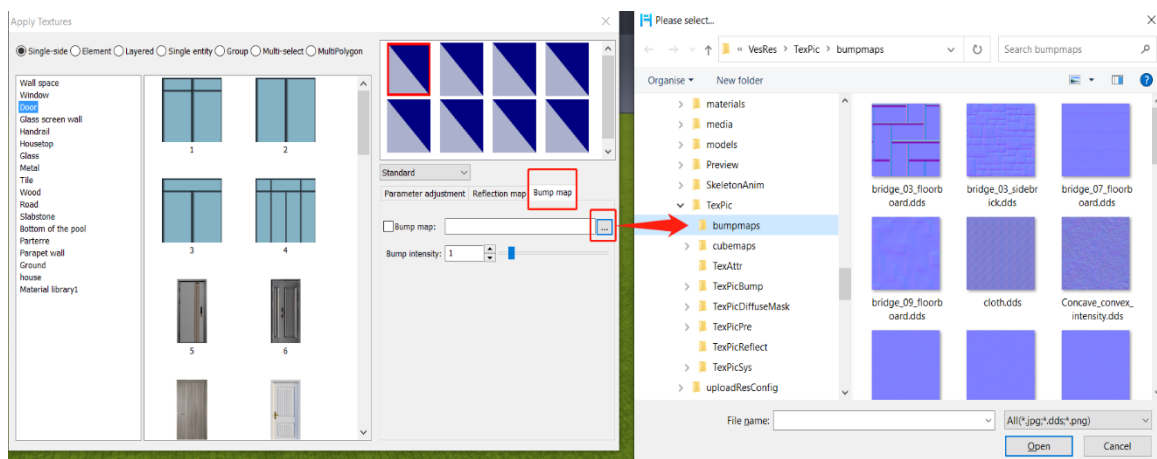 Apply Textures
Single-side Element Layered Single entity Group Multi-select MultiPolygon
Wall space
Window
Door
Glass screen wall
Handrail
Housetop
Glass
Metal
Tile
Wood
Road
Slabstone
Bottom of the pool
Parterre
Parapet wall
Ground
house
Material library1
1
2
3
4
5
6
Standard
Parameter adjustment Reflection map Bump map
Bump map: ...
Bump intensity: 1
Please select...
« VesRes > TexPic > bumpmaps
Search bumpmaps
Organise New folder
materials
media
models
Preview
SkeletonAnim
TexPic
bumpmaps
cubemaps
TexAttr
TexPicBump
TexPicDiffuseMask
TexPicPre
TexPicReflect
TexPicSys
uploadResConfig
bridge_03_floorb
oard.dds
bridge_03_sidebr
ick.dds
bridge_07_floorb
oard.dds
bridge_09_floorb
oard.dds
cloth.dds
Concave_convex_
intensity.dds
File name:
All(*.jpg;*.dds;*.png)
Open Cancel